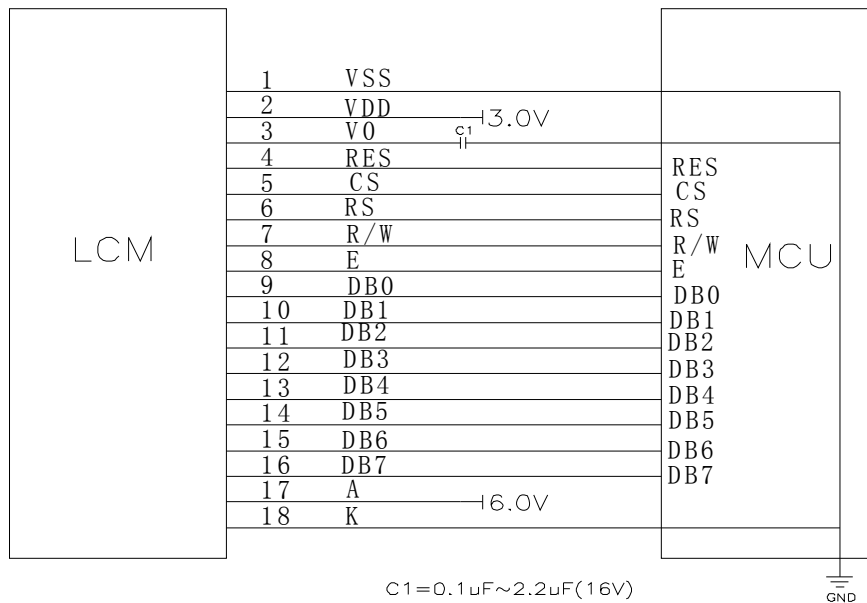 1 VSS
2 VDD 3.0V
3 V0 C1
4 RES RES
5 CS CS
6 RS RS
7 R/W R/W
LCM MCU
8 E E
9 DB0 DB0
10 DB1 DB1
11 DB2 DB2
12 DB3 DB3
13 DB4 DB4
14 DB5 DB5
15 DB6 DB6
16 DB7 DB7
17 A 6.0V
18 K
C1=0.1uF~2.2uF(16V)
GND